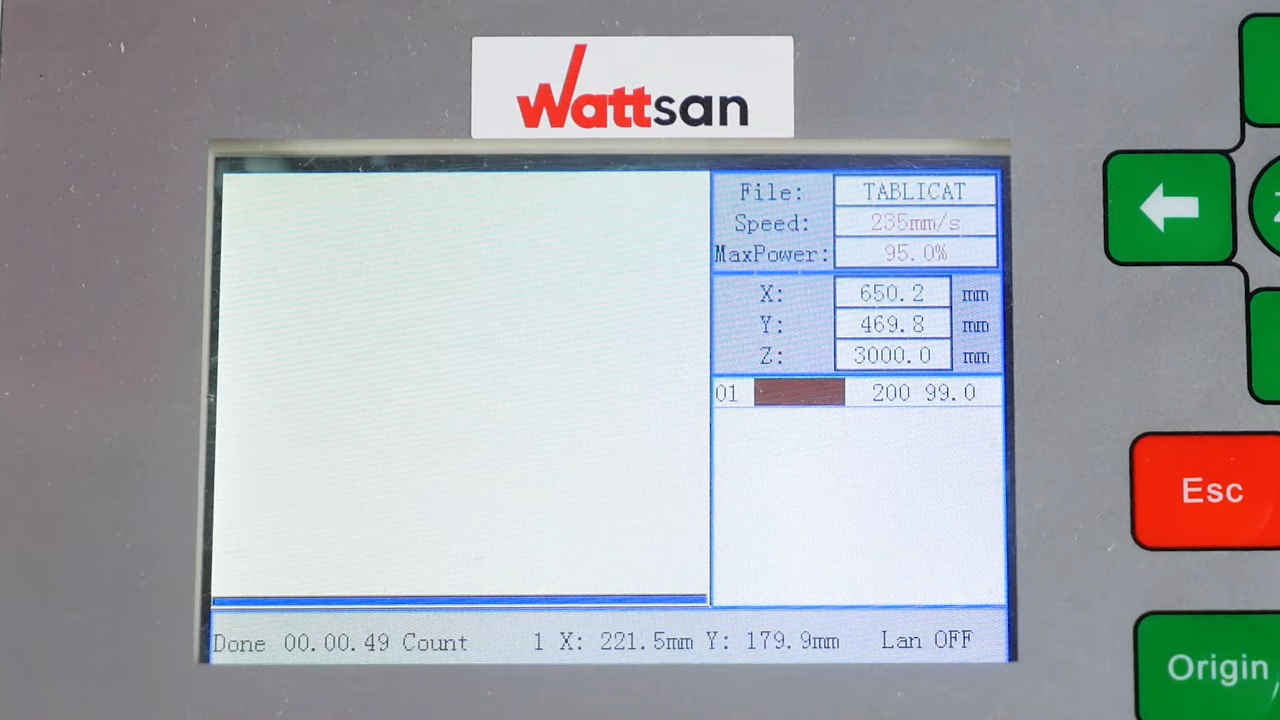 Wattsan
File: TABLICAT
Speed: 235mm/s
MaxPower: 95.0%
X: 650.2 mm
Y: 469.8 mm
Z: 3000.0 mm
01 200 99.0
Done 00.00.49 Count 1 X: 221.5mm Y: 179.9mm Lan OFF
Esc
Origin